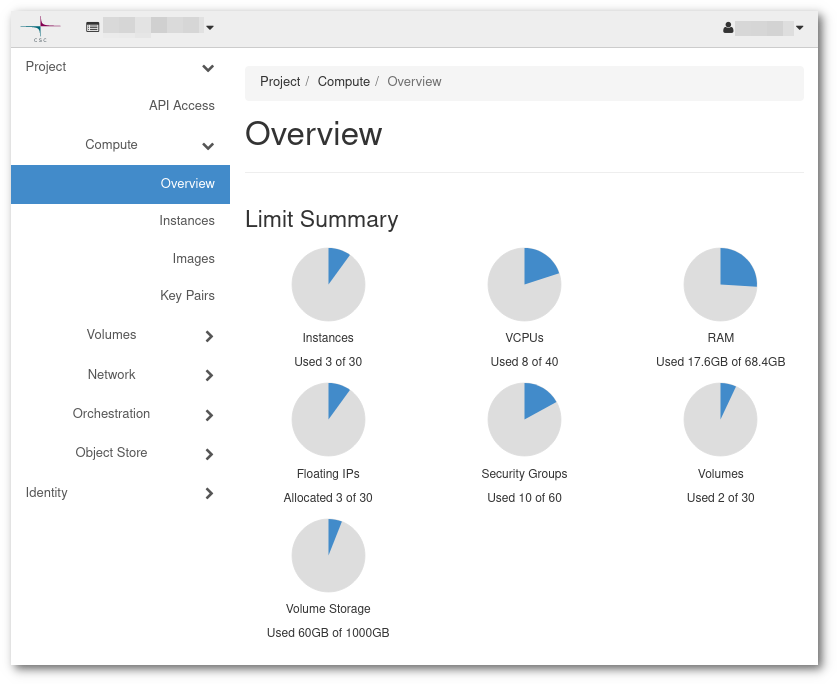 CSC
Project
API Access
Compute
Overview
Instances
Images
Key Pairs
Volumes
Network
Orchestration
Object Store
Identity
Project / Compute / Overview
Overview
Limit Summary
Instances
Used 3 of 30
VCPUs
Used 8 of 40
RAM
Used 17.6GB of 68.4GB
Floating IPs
Allocated 3 of 30
Security Groups
Used 10 of 60
Volumes
Used 2 of 30
Volume Storage
Used 60GB of 1000GB